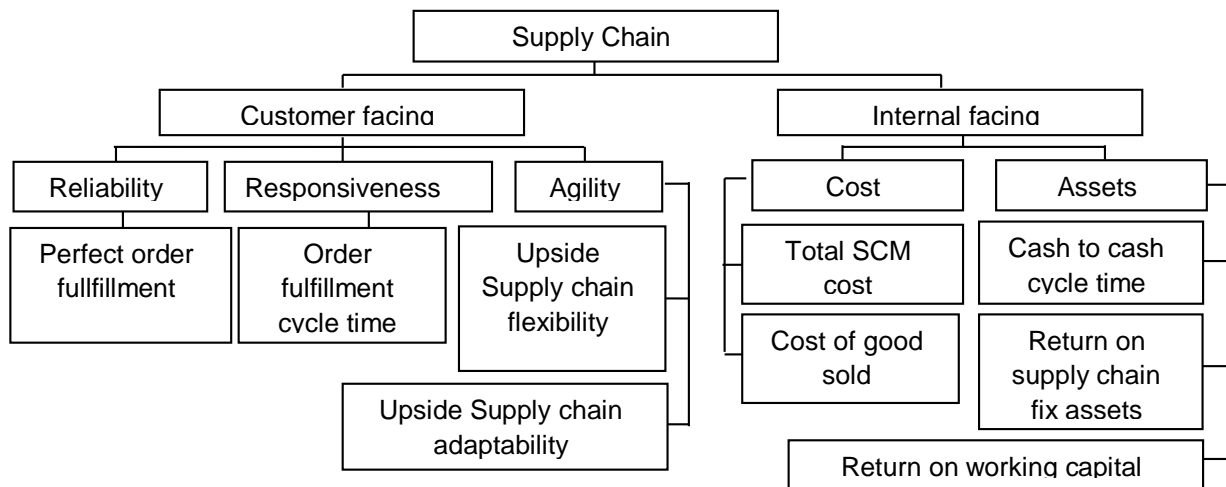 Supply Chain
Customer facing
Internal facing
Reliability
Responsiveness
Agility
Cost
Assets
Perfect order
fullfillment
Order
fulfillment
cycle time
Upside
Supply chain
flexibility
Total SCM
cost
Cash to cash
cycle time
Cost of good
sold
Return on
supply chain
fix assets
Upside Supply chain
adaptability
Return on working capital